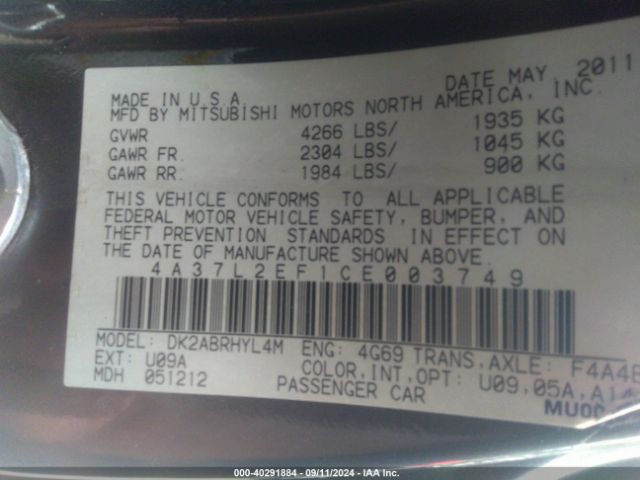 MADE IN U.S.A. DATE MAY, 2011
MFD BY MITSUBISHI MOTORS NORTH AMERICA, INC.
GVWR 4266 LBS/ 1935 KG
GAWR FR. 2304 LBS/ 1045 KG
GAWR RR. 1984 LBS/ 900 KG
THIS VEHICLE CONFORMS TO ALL APPLICABLE
FEDERAL MOTOR VEHICLE SAFETY, BUMPER, AND
THEFT PREVENTION STANDARDS IN EFFECT ON
THE DATE OF MANUFACTURE SHOWN ABOVE.
4A37L2EF1CE003749
MODEL: DK2ABRHYL4M ENG: 4G69 TRANS,AXLE:
EXT: U09A COLOR,INT,OPT: U09,05A,
MDH 051212 PASSENGER CAR
000-40291884 - 09/11/2024 - IAA Inc.